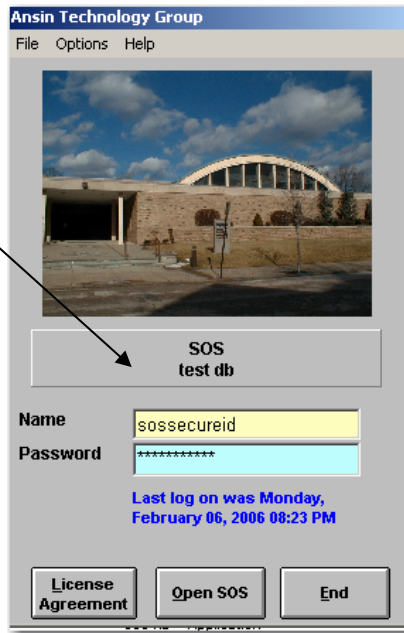 Ansin Technology Group
File Options Help
SOS
test db
Name
sossecureid
Password
***********
Last log on was Monday,
February 06, 2006 08:23 PM
License
Agreement
Open SOS
End